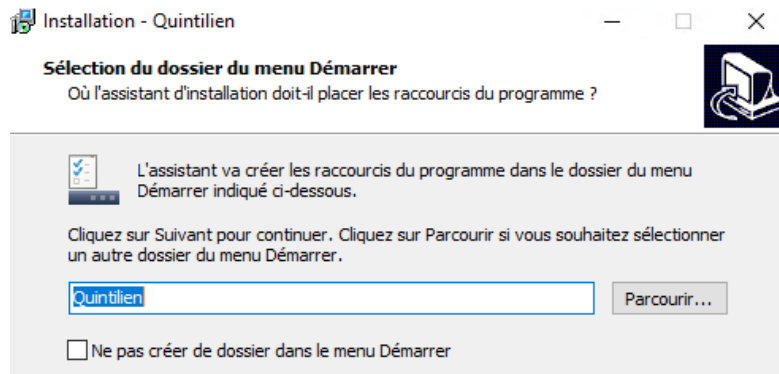 Installation - Quintilien
Sélection du dossier du menu Démarrer
Où l'assistant d'installation doit-il placer les raccourcis du programme ?
L'assistant va créer les raccourcis du programme dans le dossier du menu
Démarrer indiqué ci-dessous.
Cliquez sur Suivant pour continuer. Cliquez sur Parcourir si vous souhaitez sélectionner
un autre dossier du menu Démarrer.
Quintilien
Parcourir...
Ne pas créer de dossier dans le menu Démarrer